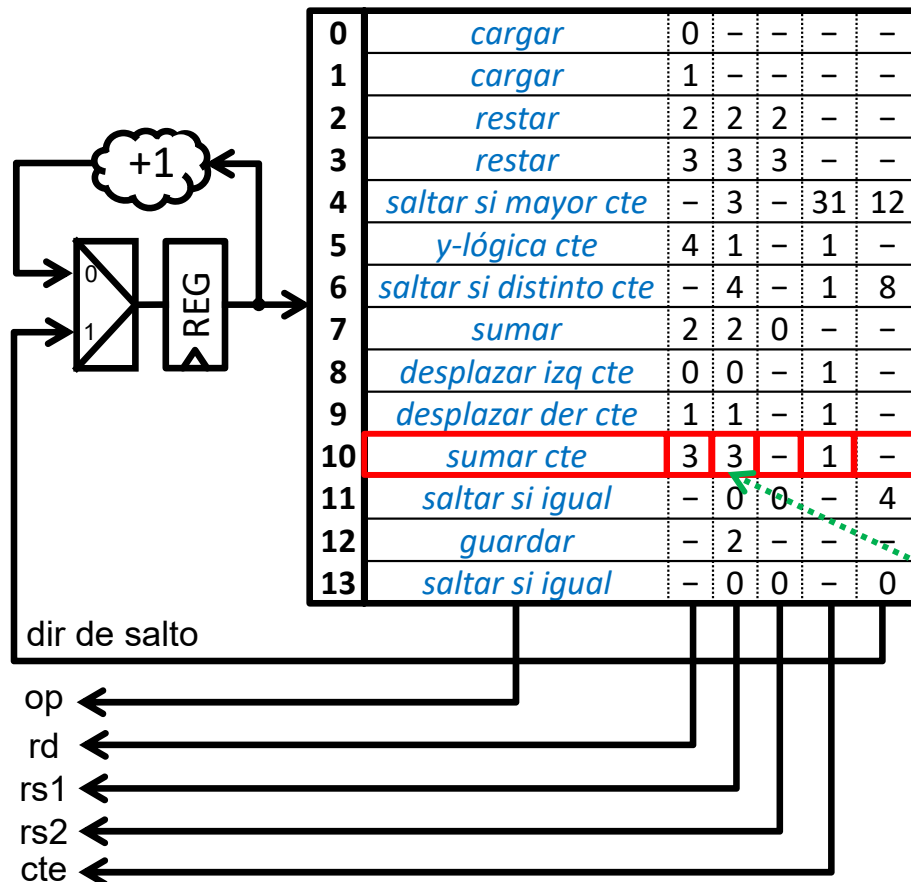 0 cargar 0 – – – –
1 cargar 1 – – – –
2 restar 2 2 2 – –
3 restar 3 3 3 – –
+1
4 saltar si mayor cte – 3 – 31 12
5 y-lógica cte 4 1 – 1 –
0
6 saltar si distinto cte – 4 – 1 8
REG
1
7 sumar 2 2 0 – –
8 desplazar izq cte 0 0 – 1 –
9 desplazar der cte 1 1 – 1 –
10 sumar cte 3 3 – 1 –
11 saltar si igual – 0 0 – 4
12 guardar – 2 – – –
13 saltar si igual – 0 0 – 0
dir de salto
op
rd
rs1
rs2
cte